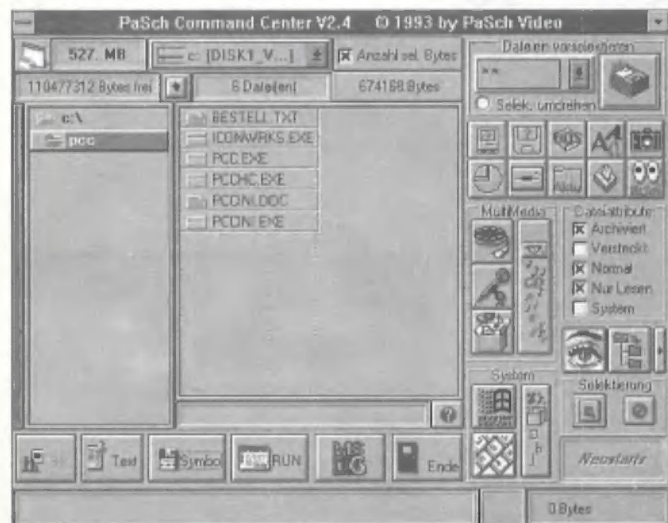 PaSch Command Center V2.4 © 1993 by PaSch Video
527. MB
c: [DISK1_V...]
Anzahl sel. Bytes
110477312 Bytes frei
6 Datei(en)
674168 Bytes
Dateien vorselektieren
*.*
Selek. umdrehen
c:\
pcc
BESTELL.TXT
ICONWRKS.EXE
PCC.EXE
PCCHC.EXE
PCCINI.DOC
PCCINI.EXE
MultiMedia
Dateiattribute
Archiviert
Versteckt
Normal
Nur Lesen
System
System
Selektierung
Text
Symbol
RUN
MS
Ende
Neustarts
0 Bytes